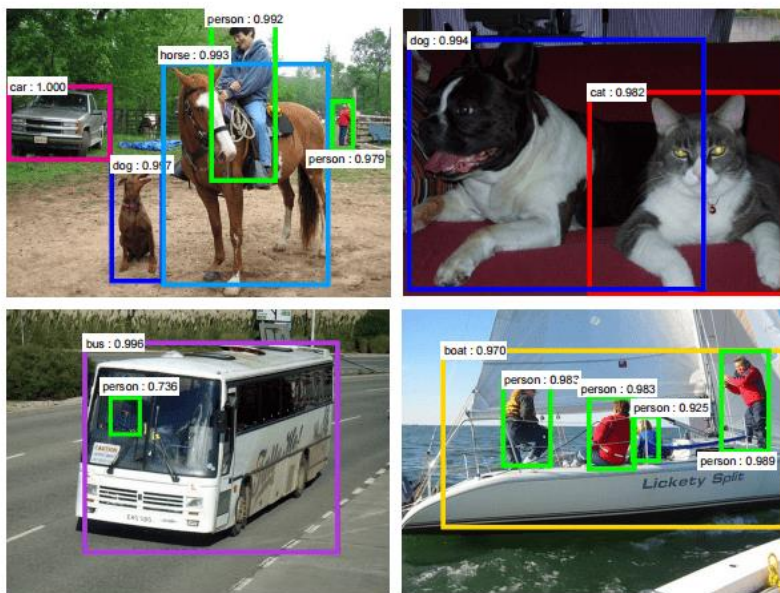 person : 0.992
horse : 0.993
car : 1.000
dog : 0.997
person : 0.979
dog : 0.994
cat : 0.982
bus : 0.996
person : 0.736
boat : 0.970
person : 0.983
person : 0.983
person : 0.925
person : 0.989
Lickety Split